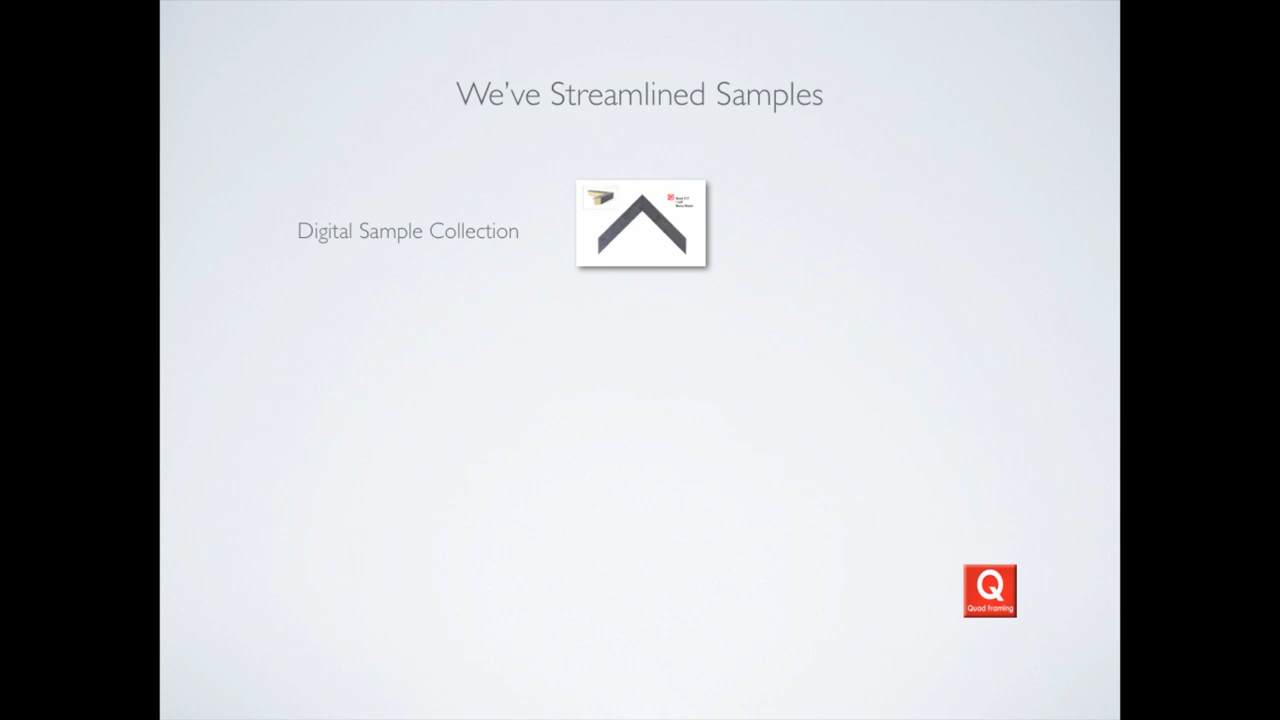 We've Streamlined Samples
Digital Sample Collection
Q
Quad Framing